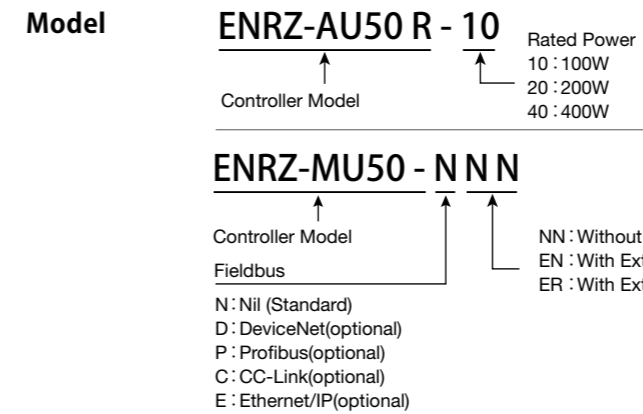 Model
ENRZ-AU50 R - 10
Controller Model
Rated Power
10：100W
20：200W
40：400W
ENRZ-MU50 - N N N
Controller Model
Fieldbus
N：Nil (Standard)
D：DeviceNet(optional)
P：Profibus(optional)
C：CC-Link(optional)
E：Ethernet/IP(optional)
NN：Without
EN：With
ER：With